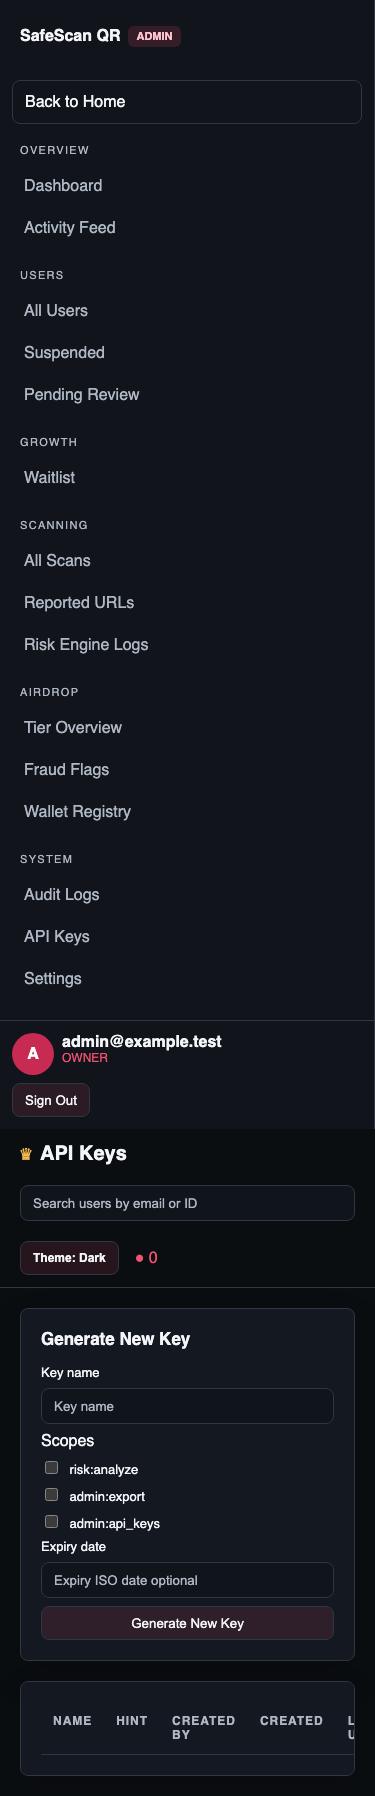 SafeScan QR ADMIN
Back to Home
OVERVIEW
Dashboard
Activity Feed
USERS
All Users
Suspended
Pending Review
GROWTH
Waitlist
SCANNING
All Scans
Reported URLs
Risk Engine Logs
AIRDROP
Tier Overview
Fraud Flags
Wallet Registry
SYSTEM
Audit Logs
API Keys
Settings
A admin@example.test
OWNER
Sign Out
♛ API Keys
Search users by email or ID
Theme: Dark ● 0
Generate New Key
Key name
Key name
Scopes
risk:analyze
admin:export
admin:api_keys
Expiry date
Expiry ISO date optional
Generate New Key
NAME HINT CREATED CREATED
BY